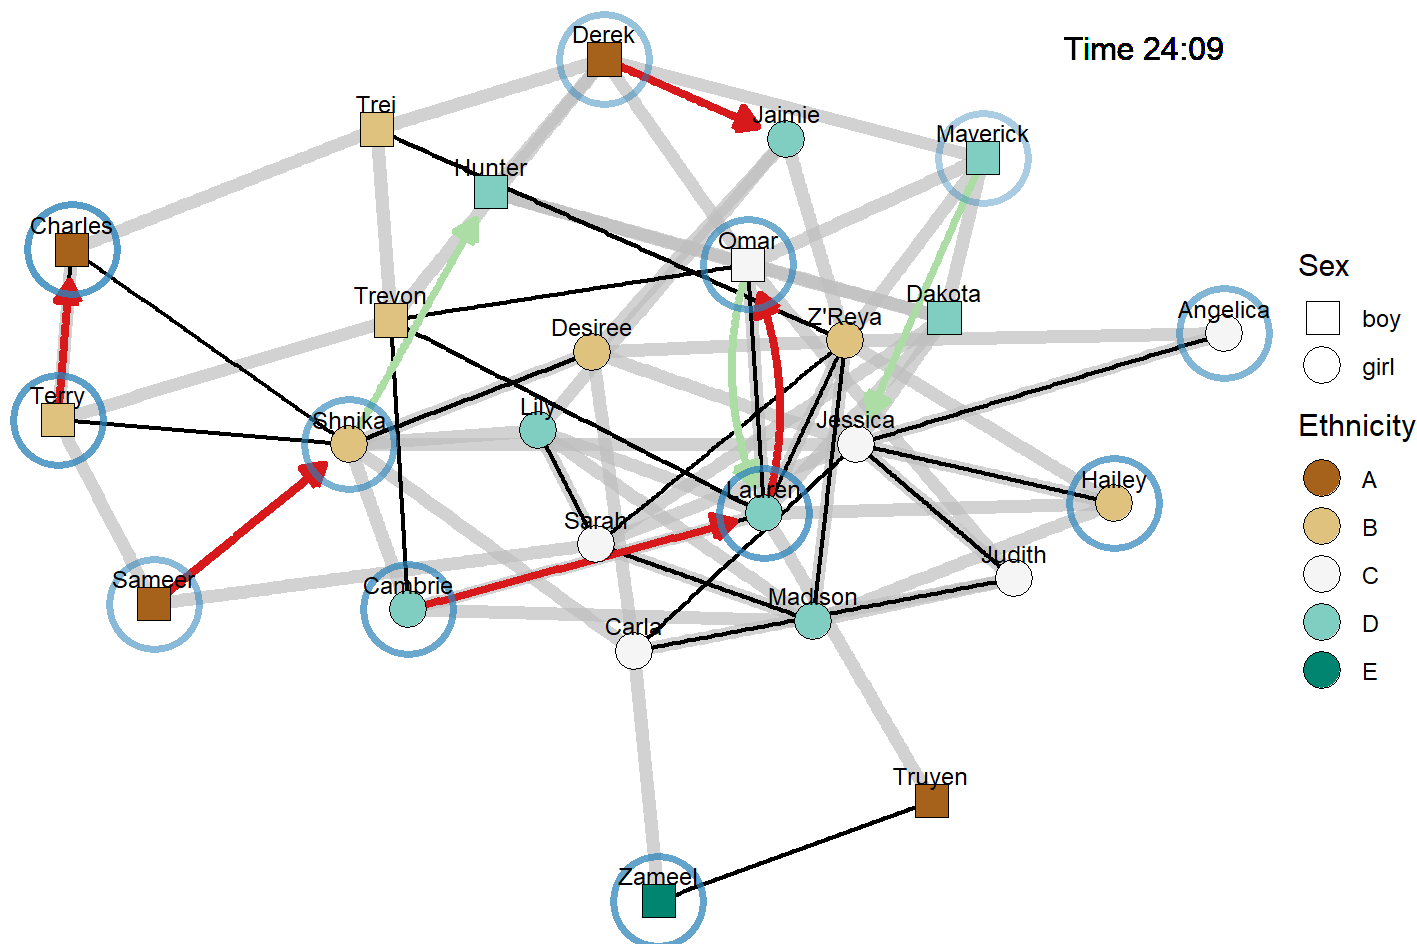 Derek
Time 24:09
Trei
Jaimie
Maverick
Hunter
Charles
Omar
Trevon
Dakota
Desiree
Z'Reya
Angelica
Terry
Shnika
Lily
Jessica
Lauren
Hailey
Sarah
Sameer
Cambrie
Judith
Madison
Carla
Truyen
Zameel
Sex
boy
girl
Ethnicity
A
B
C
D
E